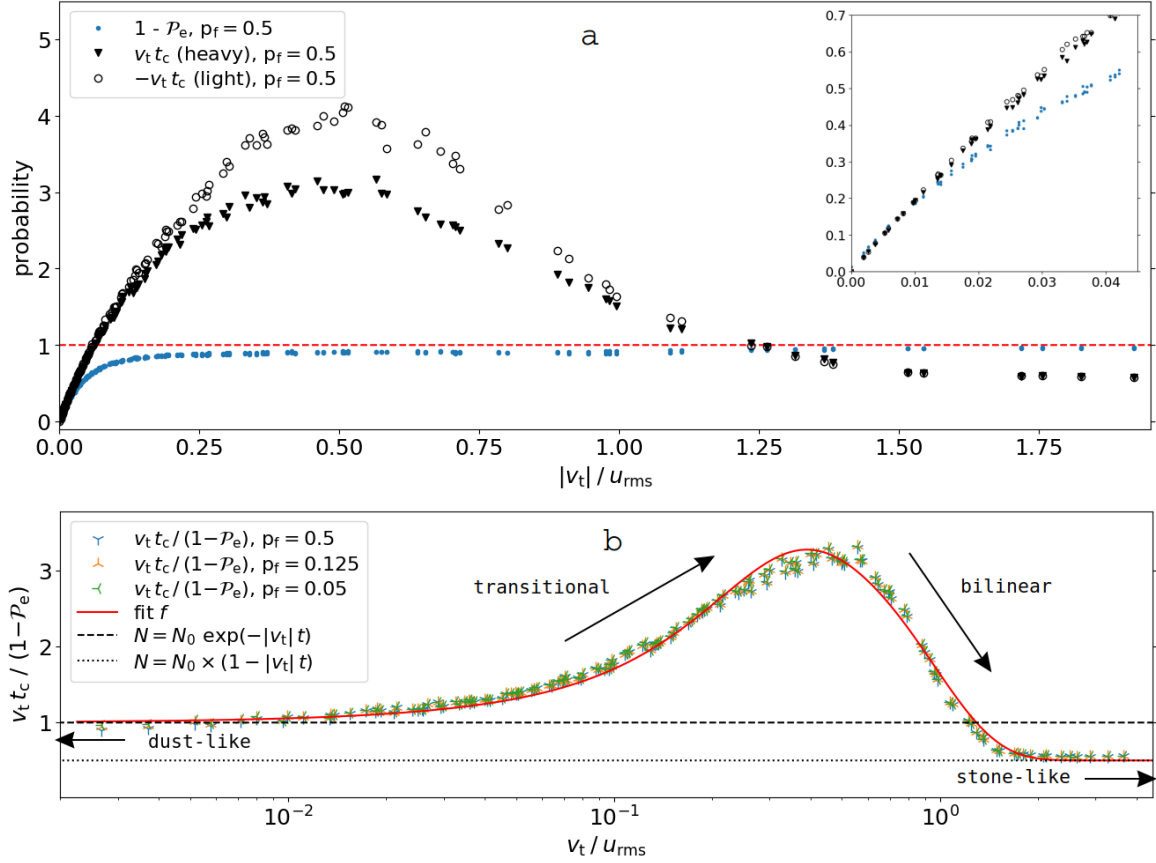 a
1 - 𝒫e, pf = 0.5
vt tc (heavy), pf = 0.5
−vt tc (light), pf = 0.5
5
4
3
2
1
0
probability
0.7
0.6
0.5
0.4
0.3
0.2
0.1
0.0
0.00 0.01 0.02 0.03 0.04
0.00 0.25 0.50 0.75 1.00 1.25 1.50 1.75
|vt| / urms
b
vt tc / (1−𝒫e), pf = 0.5
vt tc / (1−𝒫e), pf = 0.125
vt tc / (1−𝒫e), pf = 0.05
fit f
N = N0 exp(−|vt| t)
N = N0 × (1 − |vt| t)
transitional
bilinear
dust-like
stone-like
3
2
1
vt tc / (1−𝒫e)
10−2 10−1 100
vt / urms